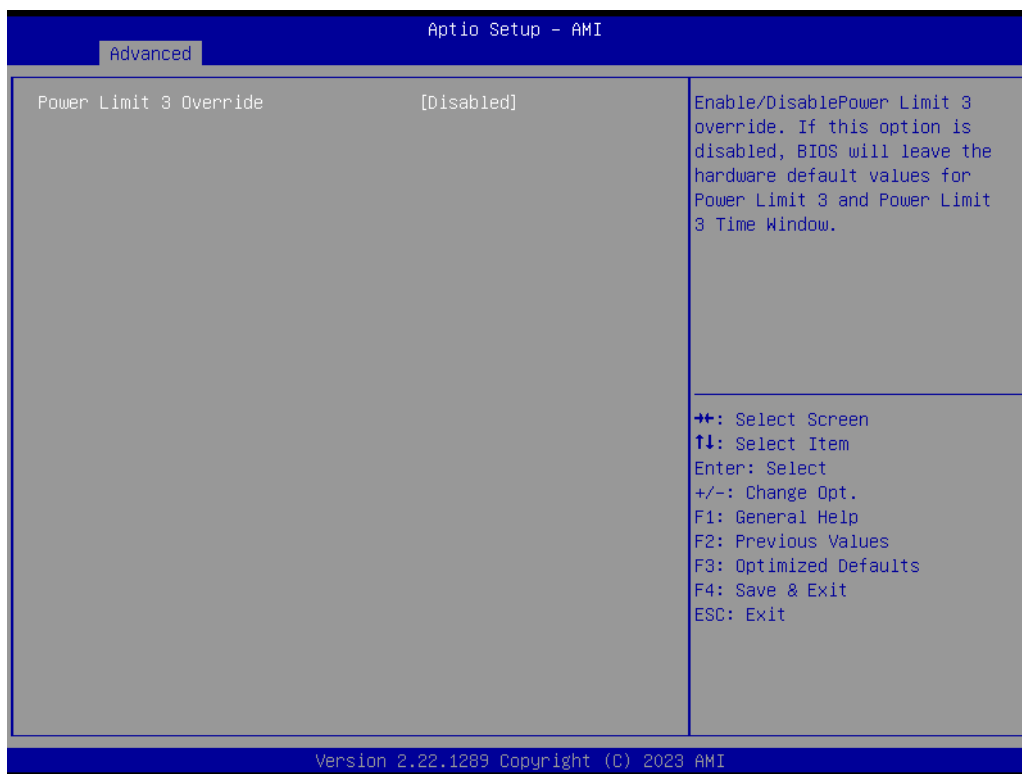 Aptio Setup – AMI
Advanced
Power Limit 3 Override [Disabled]
Enable/DisablePower Limit 3
override. If this option is
disabled, BIOS will leave the
hardware default values for
Power Limit 3 and Power Limit
3 Time Window.
→←: Select Screen
↑↓: Select Item
Enter: Select
+/-: Change Opt.
F1: General Help
F2: Previous Values
F3: Optimized Defaults
F4: Save & Exit
ESC: Exit
Version 2.22.1289 Copyright (C) 2023 AMI